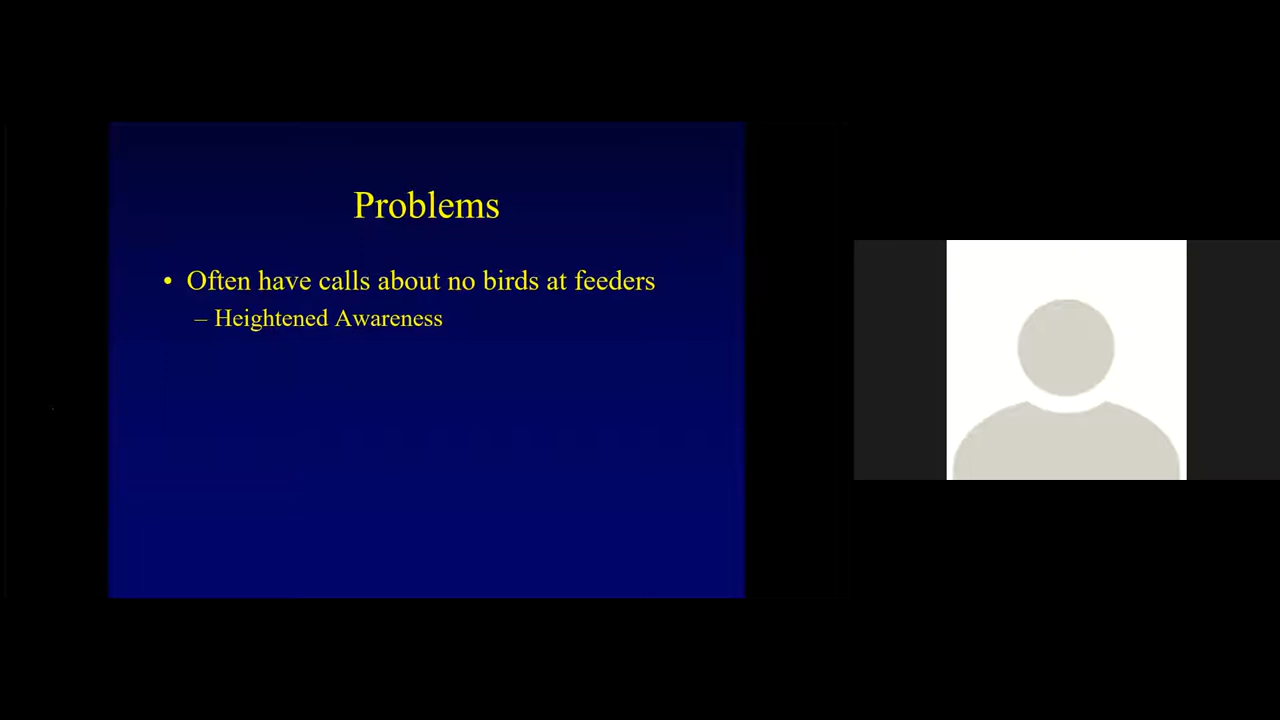 Problems
• Often have calls about no birds at feeders
– Heightened Awareness